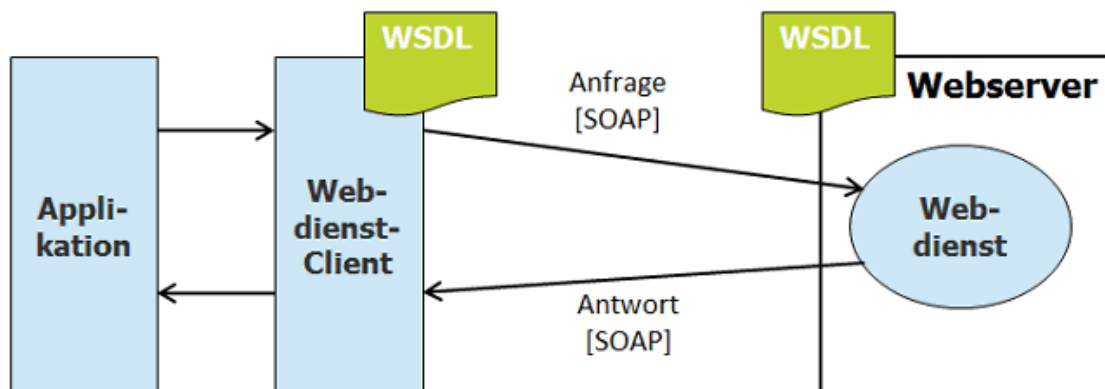 WSDL
WSDL
Anfrage
[SOAP]
Webserver
Appli-
kation
Web-
dienst-
Client
Web-
dienst
Antwort
[SOAP]